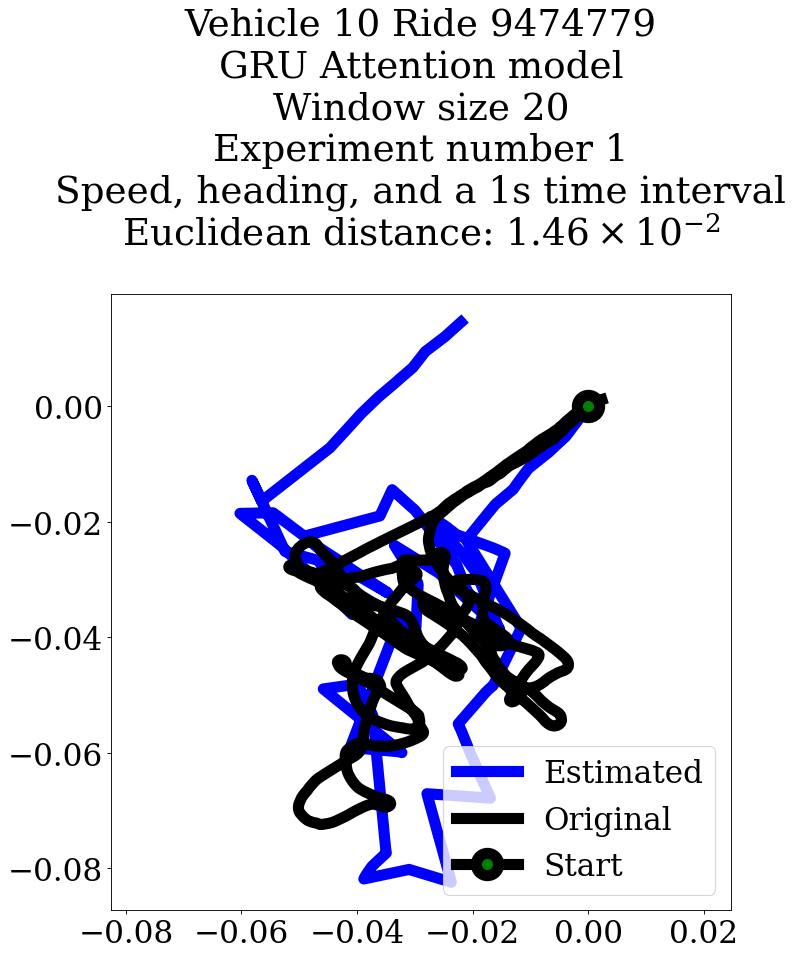 Vehicle 10 Ride 9474779
GRU Attention model
Window size 20
Experiment number 1
Speed, heading, and a 1s time interval
Euclidean distance: 1.46 × 10⁻²
0.00
−0.02
−0.04
−0.06
−0.08
Estimated
Original
Start
−0.08 −0.06 −0.04 −0.02 0.00 0.02